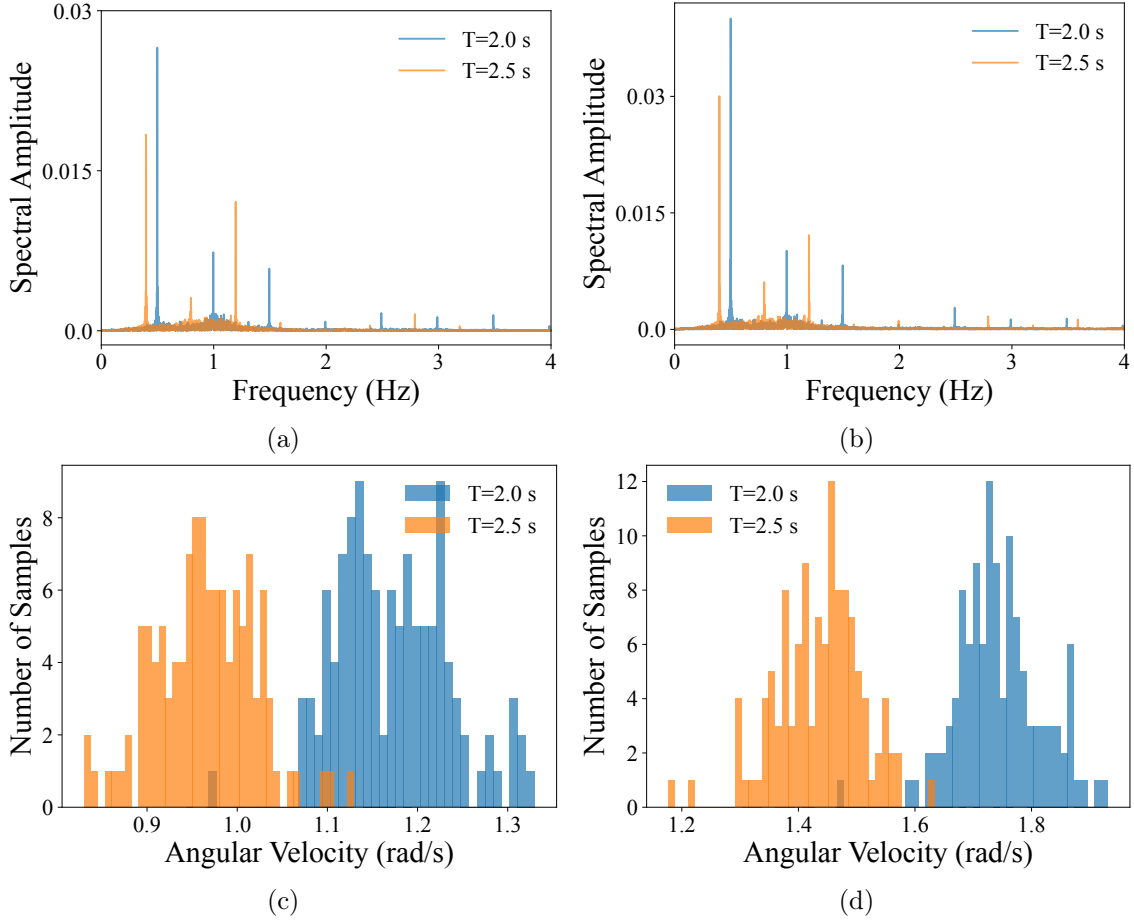 Spectral Amplitude
0.03
0.015
0.0
T=2.0 s
T=2.5 s
0
1
2
3
4
Frequency (Hz)
(a)
Spectral Amplitude
0.03
0.015
0.0
T=2.0 s
T=2.5 s
0
1
2
3
4
Frequency (Hz)
(b)
Number of Samples
8
6
4
2
0
T=2.0 s
T=2.5 s
0.9
1.0
1.1
1.2
1.3
Angular Velocity (rad/s)
(c)
Number of Samples
12
10
8
6
4
2
0
T=2.0 s
T=2.5 s
1.2
1.4
1.6
1.8
Angular Velocity (rad/s)
(d)